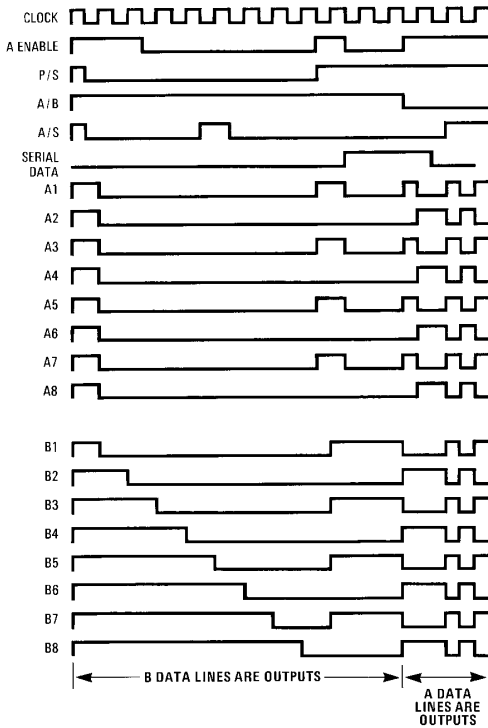 CLOCK
A ENABLE
P/S
A/B
A/S
SERIAL
DATA
A1
A2
A3
A4
A5
A6
A7
A8
B1
B2
B3
B4
B5
B6
B7
B8
B DATA LINES ARE OUTPUTS
A DATA
LINES ARE
OUTPUTS